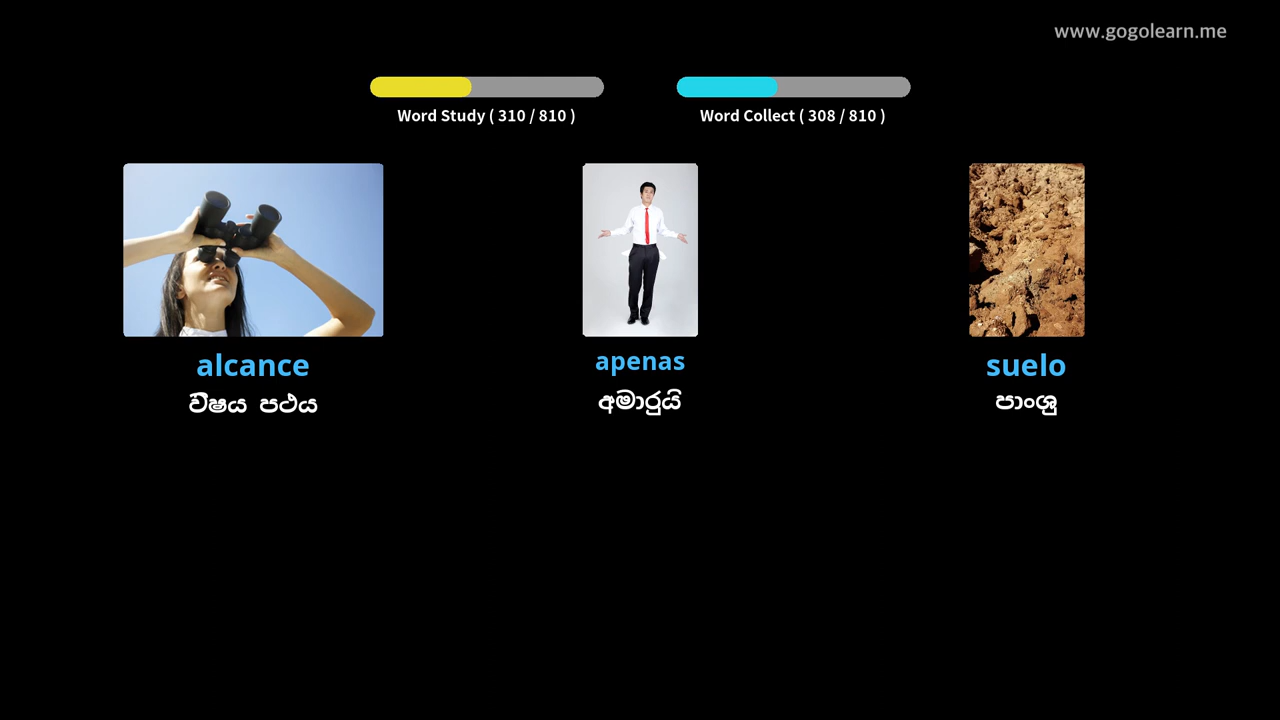 www.gogolearn.me
Word Study ( 310 / 810 )
Word Collect ( 308 / 810 )
alcance
විෂය පථය
apenas
අමාරුයි
suelo
පාංශු